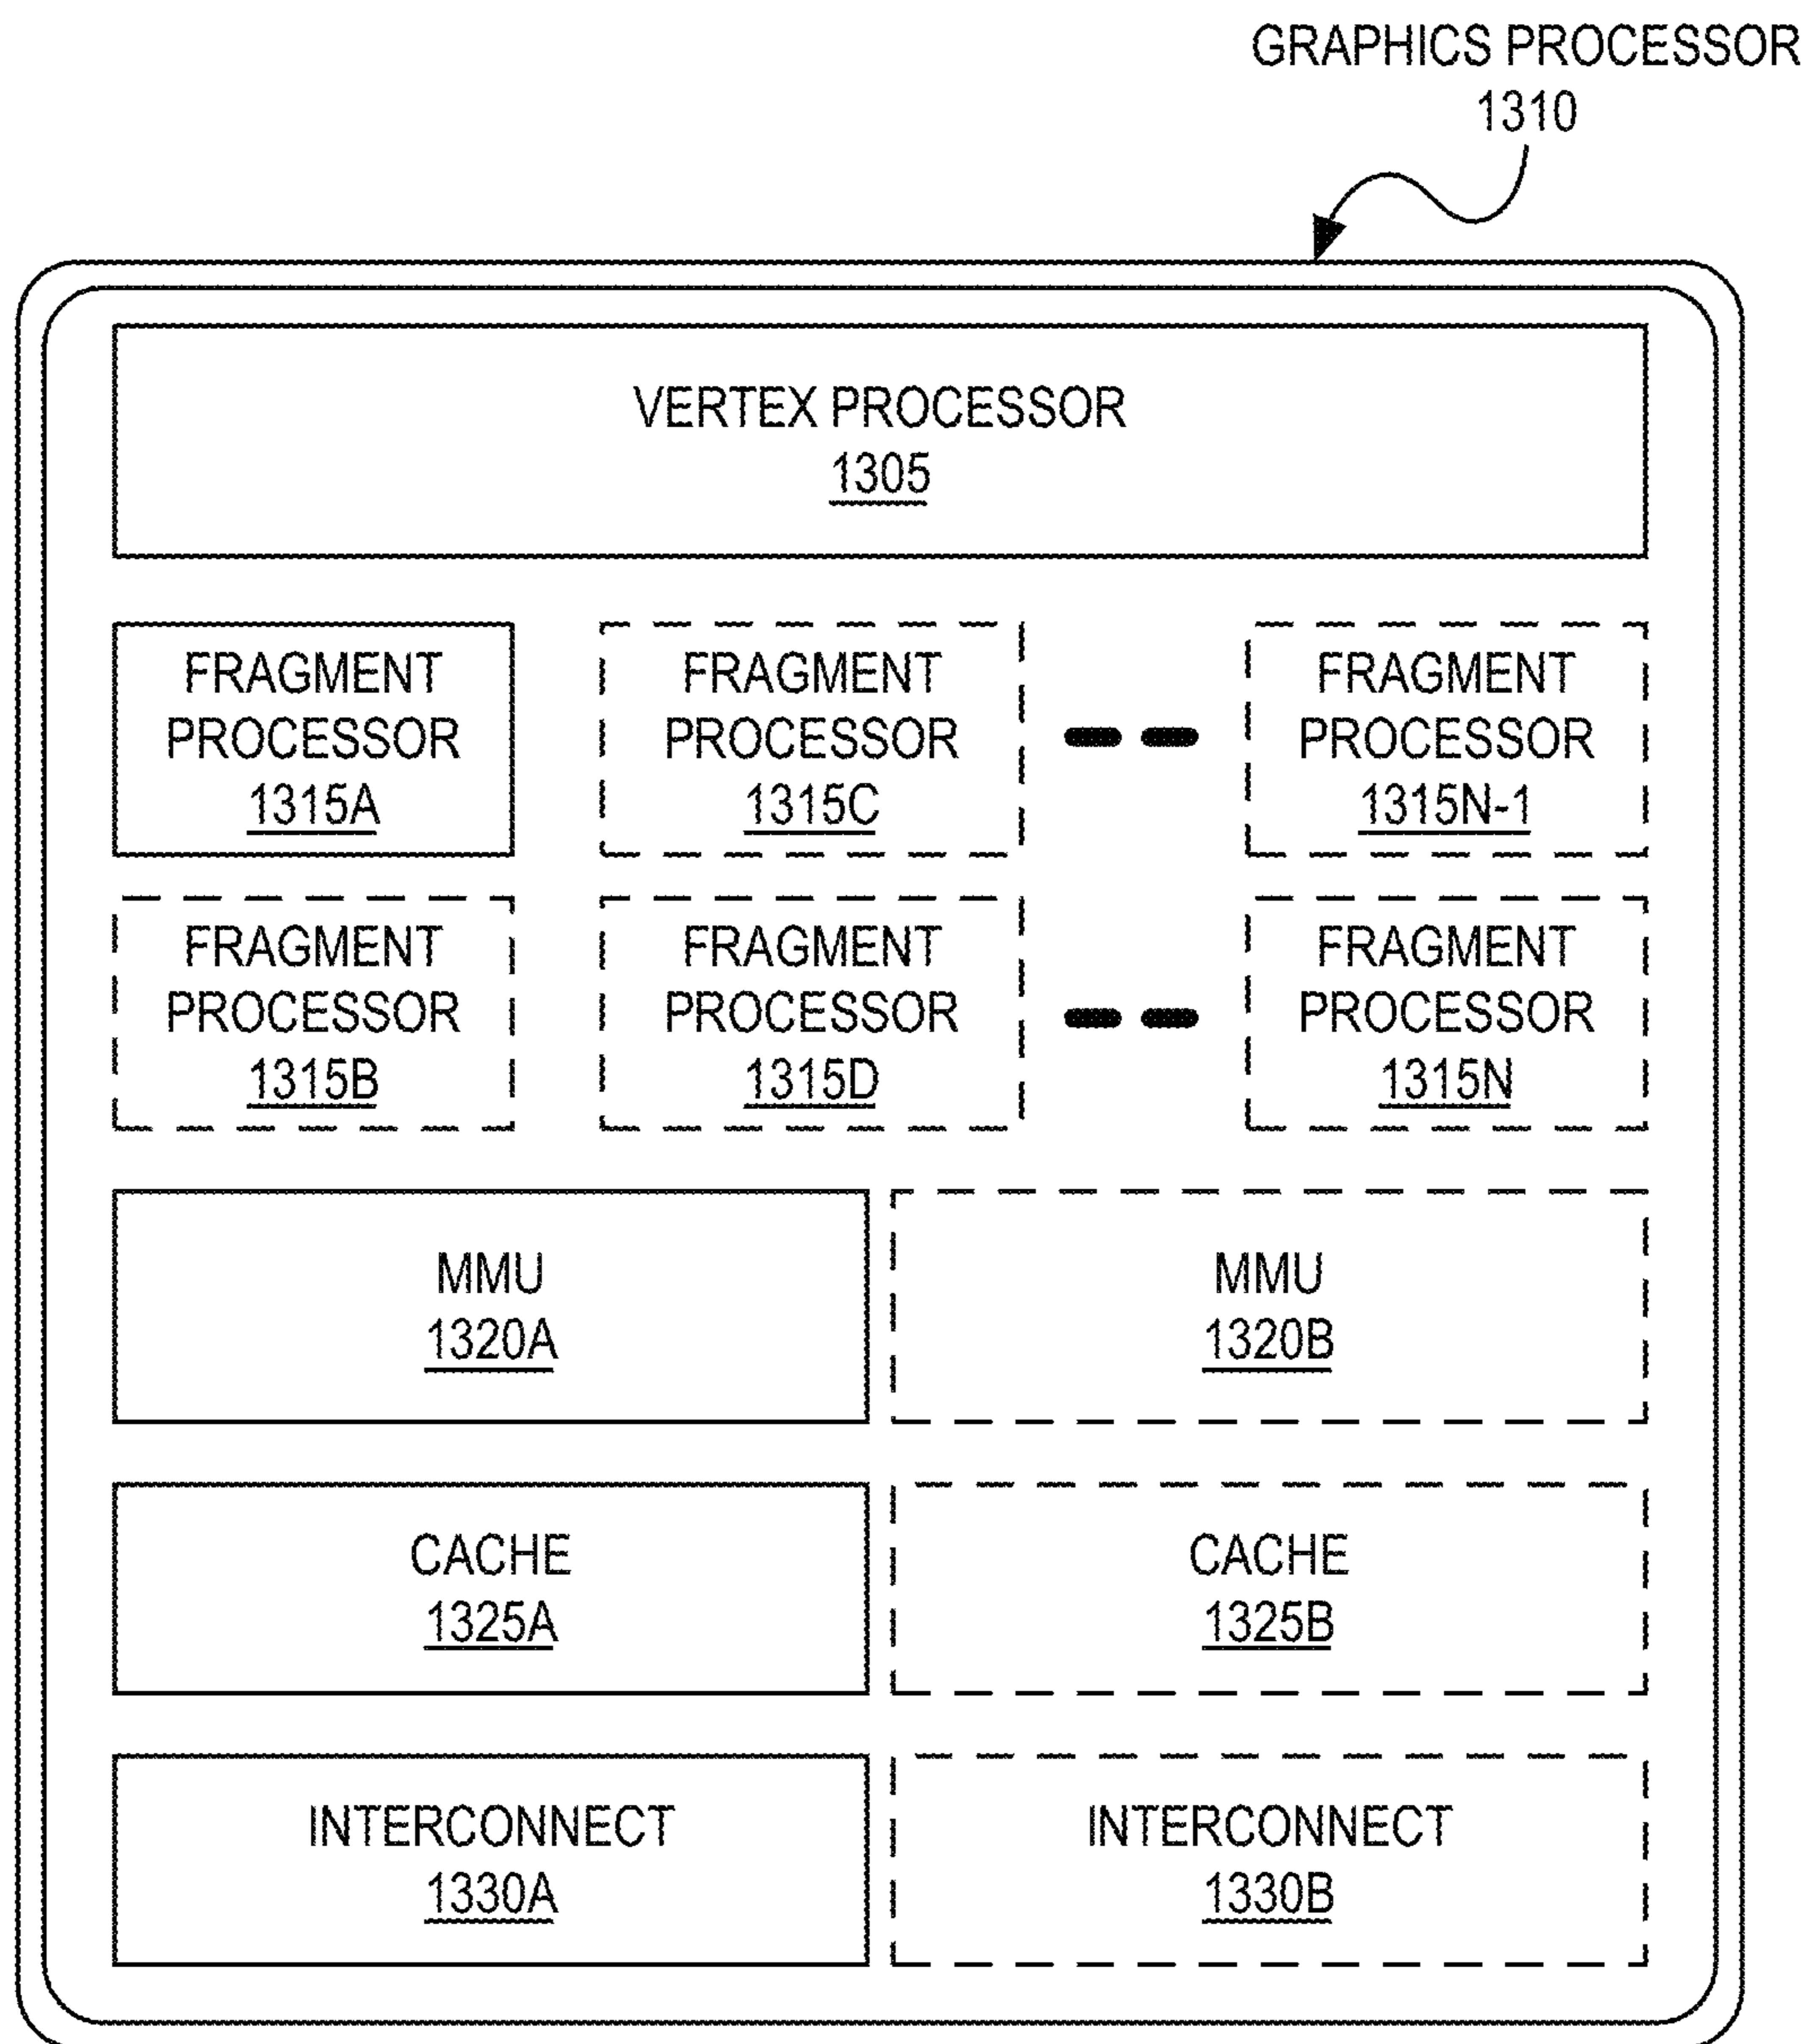 GRAPHICS PROCESSOR
1310
VERTEX PROCESSOR
1305
FRAGMENT
PROCESSOR
1315A
FRAGMENT
PROCESSOR
1315C
FRAGMENT
PROCESSOR
1315N-1
FRAGMENT
PROCESSOR
1315B
FRAGMENT
PROCESSOR
1315D
FRAGMENT
PROCESSOR
1315N
MMU
1320A
MMU
1320B
CACHE
1325A
CACHE
1325B
INTERCONNECT
1330A
INTERCONNECT
1330B